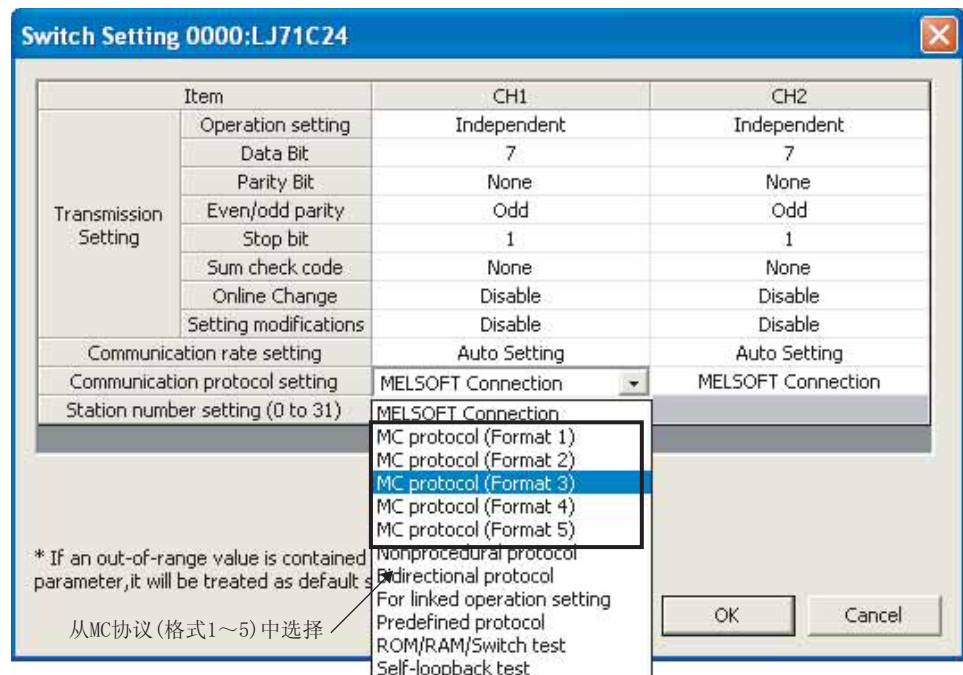 Switch Setting 0000:LJ71C24
Item CH1 CH2
Transmission Setting
Operation setting Independent Independent
Data Bit 7 7
Parity Bit None None
Even/odd parity Odd Odd
Stop bit 1 1
Sum check code None None
Online Change Disable Disable
Setting modifications Disable Disable
Communication rate setting Auto Setting Auto Setting
Communication protocol setting MELSOFT Connection MELSOFT Connection
Station number setting (0 to 31)
MELSOFT Connection
MC protocol (Format 1)
MC protocol (Format 2)
MC protocol (Format 3)
MC protocol (Format 4)
MC protocol (Format 5)
Nonprocedural protocol
Bidirectional protocol
For linked operation setting
Predefined protocol
ROM/RAM/Switch test
Self-loopback test
* If an out-of-range value is contained
parameter,it will be treated as default s
从MC协议(格式1～5)中选择
OK Cancel